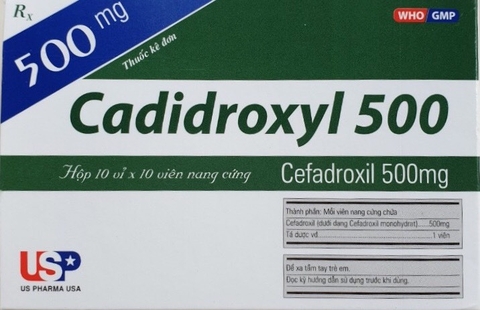 Rx
500 mg
Thuốc kê đơn
WHO GMP
Cadidroxyl 500
Hộp 10 vỉ x 10 viên nang cứng
Cefadroxil 500mg
Thành phần: Mỗi viên nang cứng chứa
Cefadroxil (dưới dạng Cefadroxil monohydrat)........500mg
Tá dược vđ........1 viên
Để xa tầm tay trẻ em.
Đọc kỹ hướng dẫn sử dụng trước khi dùng.
USP
US PHARMA USA